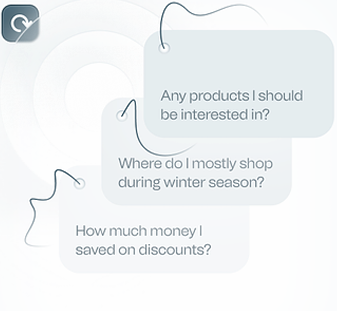 Any products I should
be interested in?
Where do I mostly shop
during winter season?
How much money I
saved on discounts?